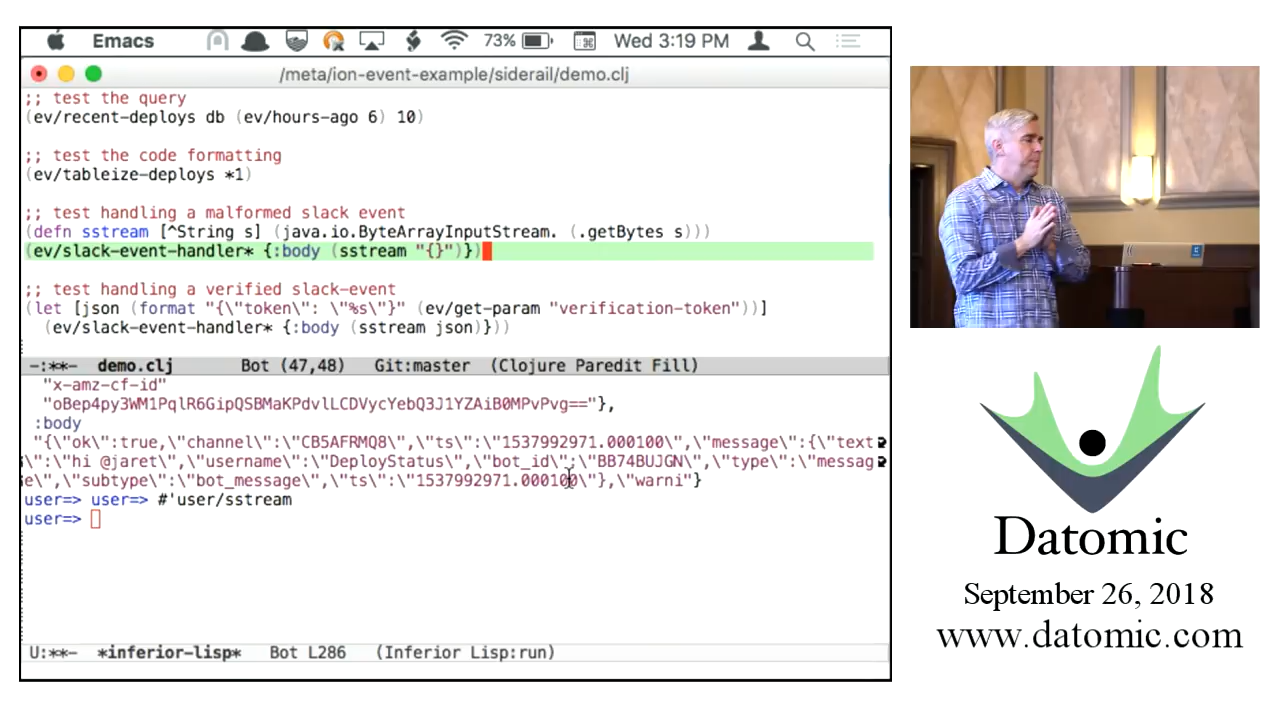 Emacs 73% Wed 3:19 PM
/meta/ion-event-example/siderail/demo.clj
;; test the query
(ev/recent-deploys db (ev/hours-ago 6) 10)
;; test the code formatting
(ev/tableize-deploys *1)
;; test handling a malformed slack event
(defn sstream [^String s] (java.io.ByteArrayInputStream. (.getBytes s)))
(ev/slack-event-handler* {:body (sstream "{}")})
;; test handling a verified slack-event
(let [json (format "{\"token\": \"%s\"}" (ev/get-param "verification-token"))]
(ev/slack-event-handler* {:body (sstream json)}))
-:**- demo.clj Bot (47,48) Git:master (Clojure Paredit Fill)
"x-amz-cf-id"
"oBep4py3WM1PqlR6GipQSBMaKPdvlLCDVycYebQ3J1YZAiB0MPvPvg=="},
:body
"{\"ok\":true,\"channel\":\"CB5AFRMQ8\",\"ts\":\"1537992971.000100\",\"message\":{\"text
\":\"hi @jaret\",\"username\":\"DeployStatus\",\"bot_id\":\"BB74BUJGN\",\"type\":\"messag
e\",\"subtype\":\"bot_message\",\"ts\":\"1537992971.000100\"},\"warni"}
user=> user=> #'user/sstream
user=>
U:**- *inferior-lisp* Bot L286 (Inferior Lisp:run)
Datomic
September 26, 2018
www.datomic.com